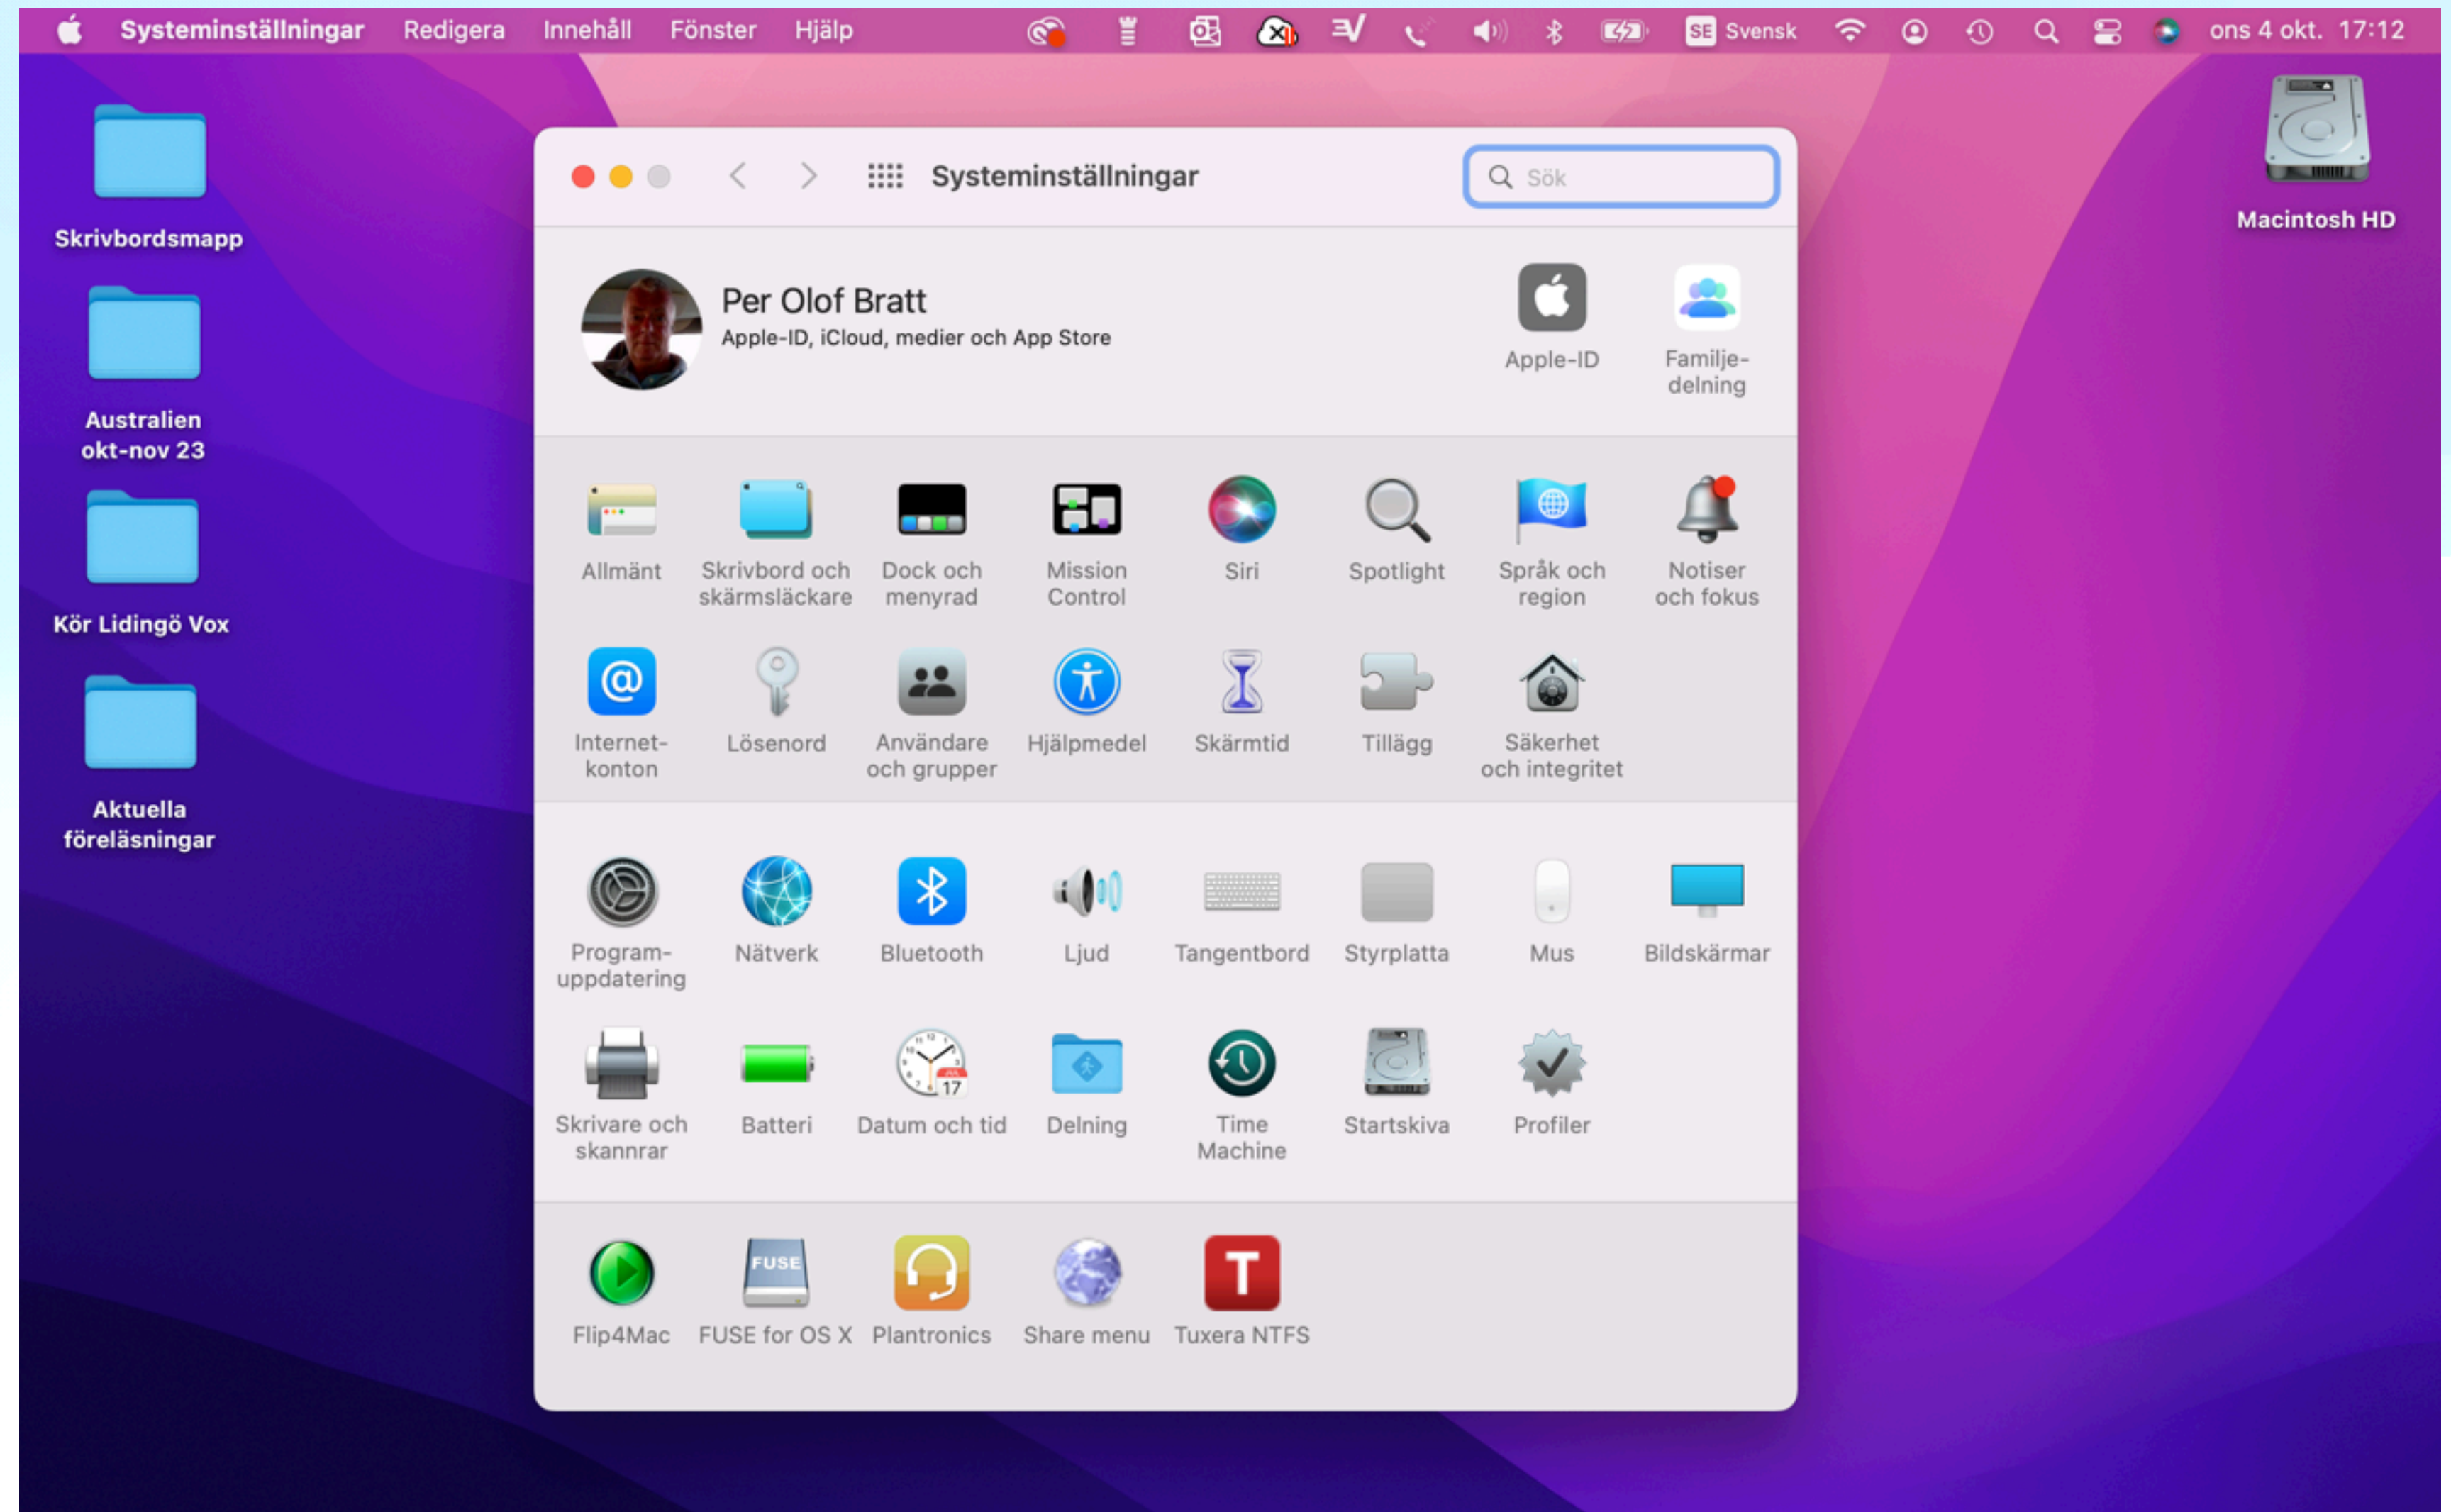 Systeminställningar Redigera Innehåll Fönster Hjälp SE Svensk ons 4 okt. 17:12
Skrivbordsmapp
Australien
okt-nov 23
Kör Lidingö Vox
Aktuella
föreläsningar
Macintosh HD
Systeminställningar
Sök
Per Olof Bratt
Apple-ID, iCloud, medier och App Store
Apple-ID
Familje-
delning
Allmänt
Skrivbord och
skärmsläckare
Dock och
menyrad
Mission
Control
Siri
Spotlight
Språk och
region
Notiser
och fokus
Internet-
konton
Lösenord
Användare
och grupper
Hjälpmedel
Skärmtid
Tillägg
Säkerhet
och integritet
Program-
uppdatering
Nätverk
Bluetooth
Ljud
Tangentbord
Styrplatta
Mus
Bildskärmar
Skrivare och
skannrar
Batteri
17
Datum och tid
Delning
Time
Machine
Startskiva
Profiler
Flip4Mac
FUSE
FUSE for OS X
Plantronics
Share menu
T
Tuxera NTFS